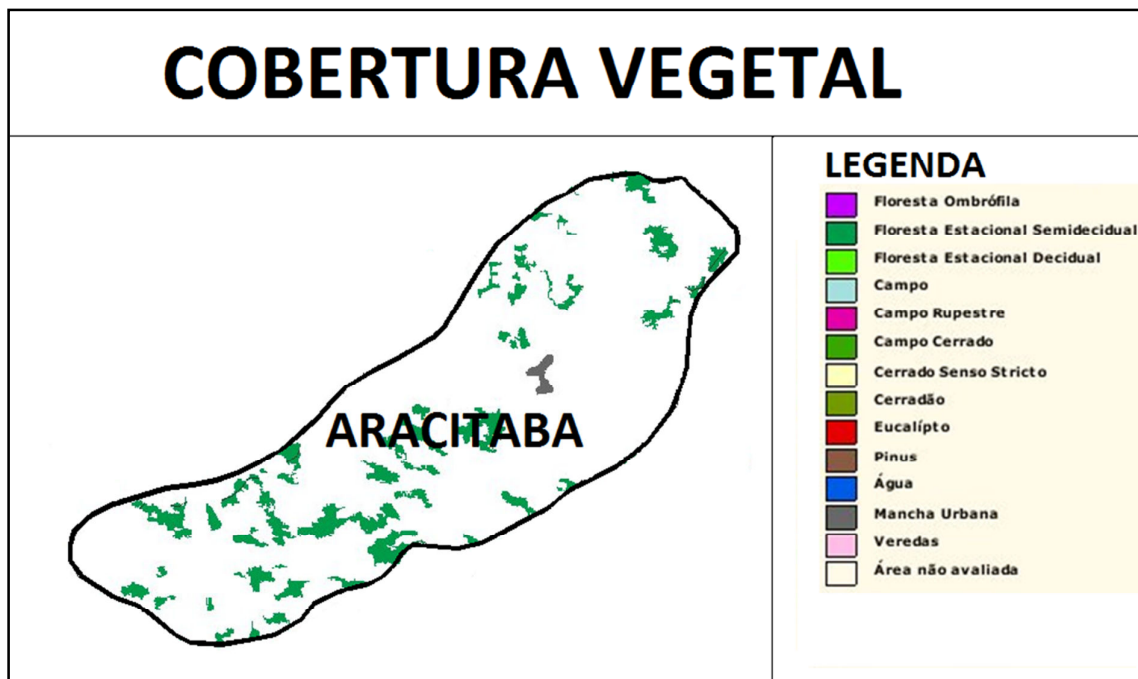 COBERTURA VEGETAL
ARACITABA
LEGENDA
Floresta Ombrófila
Floresta Estacional Semidecidual
Floresta Estacional Decidual
Campo
Campo Rupestre
Campo Cerrado
Cerrado Senso Stricto
Cerradão
Eucalípto
Pinus
Água
Mancha Urbana
Veredas
Área não avaliada